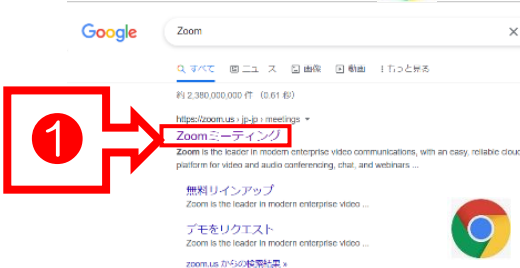 Google
Zoom
すべて ニュース 画像 動画 もっと見る
約 2,380,000,000 件 (0.61 秒)
https://zoom.us › jp-jp › meetings
Zoomミーティング
Zoom is the leader in modern enterprise video communications, with an easy, reliable cloud
platform for video and audio conferencing, chat, and webinars ...
1
無料サインアップ
Zoom is the leader in modern enterprise video ...
デモをリクエスト
Zoom is the leader in modern enterprise video ...
zoom.us からの検索結果 »